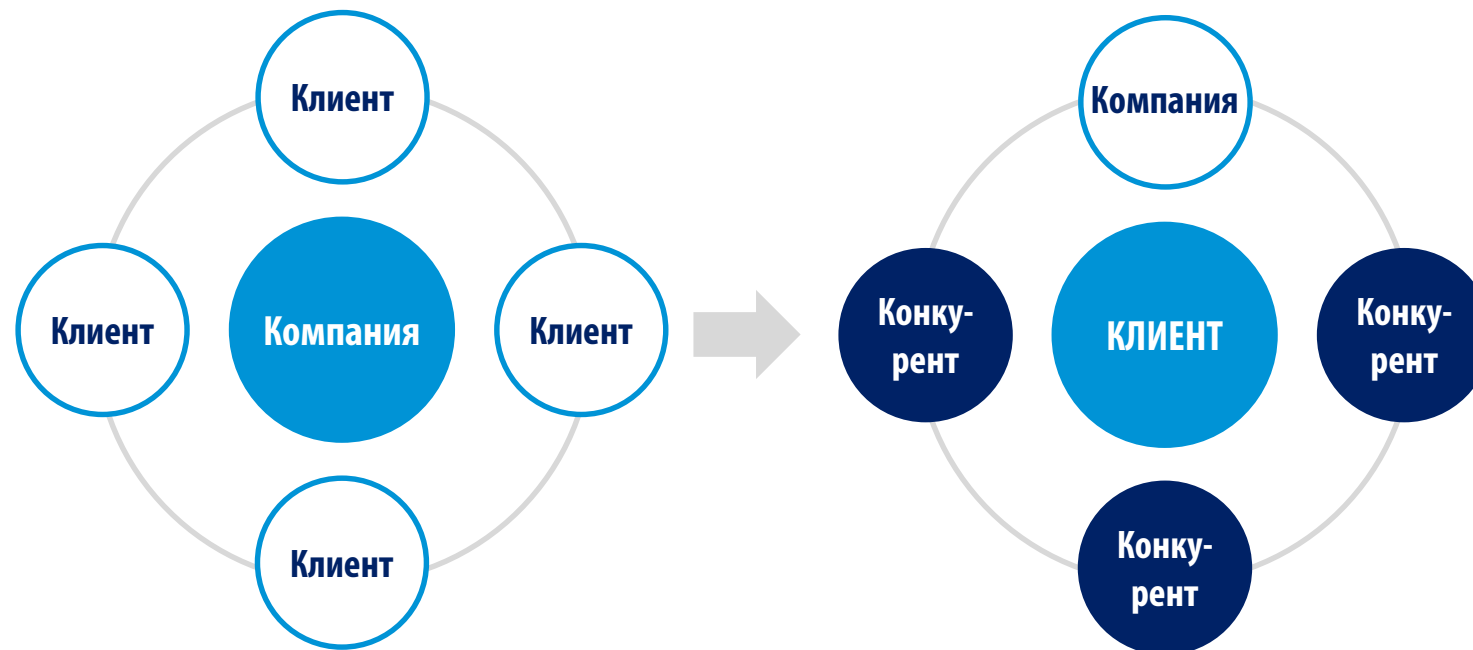 Клиент
Клиент
Компания
Клиент
Клиент
Компания
Конку-
рент
КЛИЕНТ
Конку-
рент
Конку-
рент